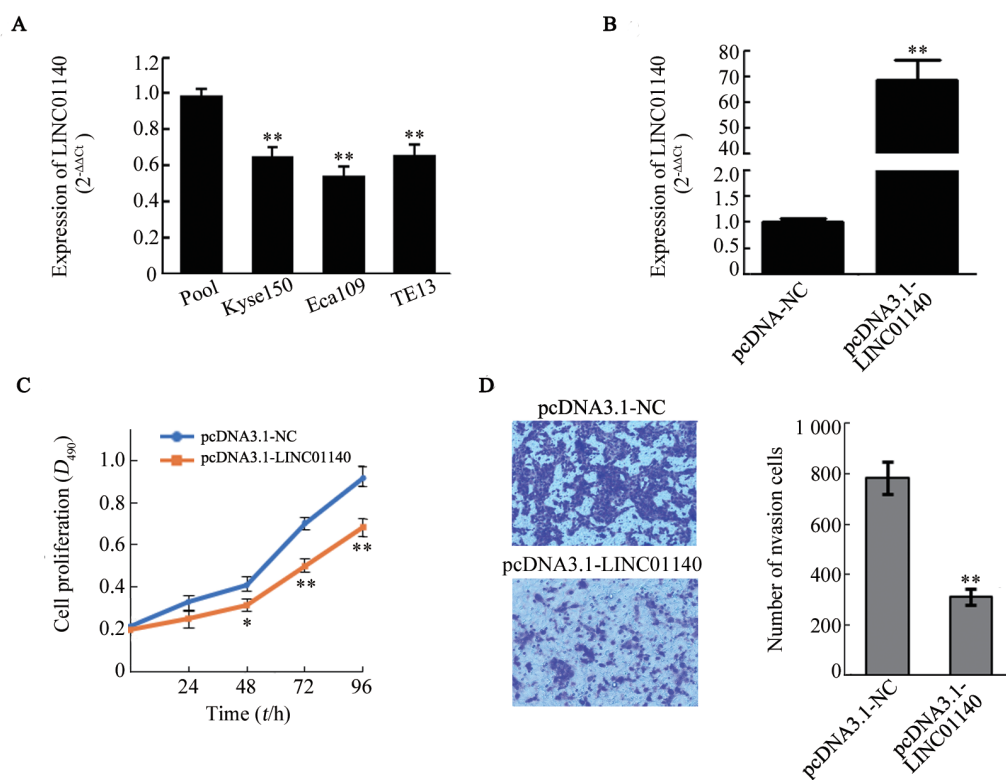 A
Expression of LINC01140
(2-ΔΔCt)
1.2
1.0
0.8
0.6
0.4
0.2
0
**
**
**
Pool
Kyse150
Eca109
TE13
B
Expression of LINC01140
(2-ΔΔCt)
80
70
60
50
40
2.0
1.5
1.0
0.5
0
**
pcDNA-NC
pcDNA3.1-
LINC01140
C
Cell proliferation (D490)
1.0
0.8
0.6
0.4
0.2
0
pcDNA3.1-NC
pcDNA3.1-LINC01140
*
**
**
24 48 72 96
Time (t/h)
D
pcDNA3.1-NC
pcDNA3.1-LINC01140
Number of nvasion cells
1 000
800
600
400
200
0
**
pcDNA3.1-NC
pcDNA3.1-
LINC01140